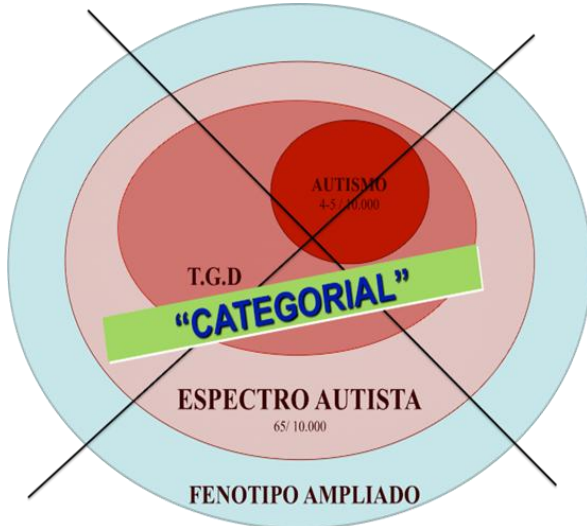 AUTISMO
4-5 / 10.000
T.G.D
“CATEGORIAL”
ESPECTRO AUTISTA
65/ 10.000
FENOTIPO AMPLIADO